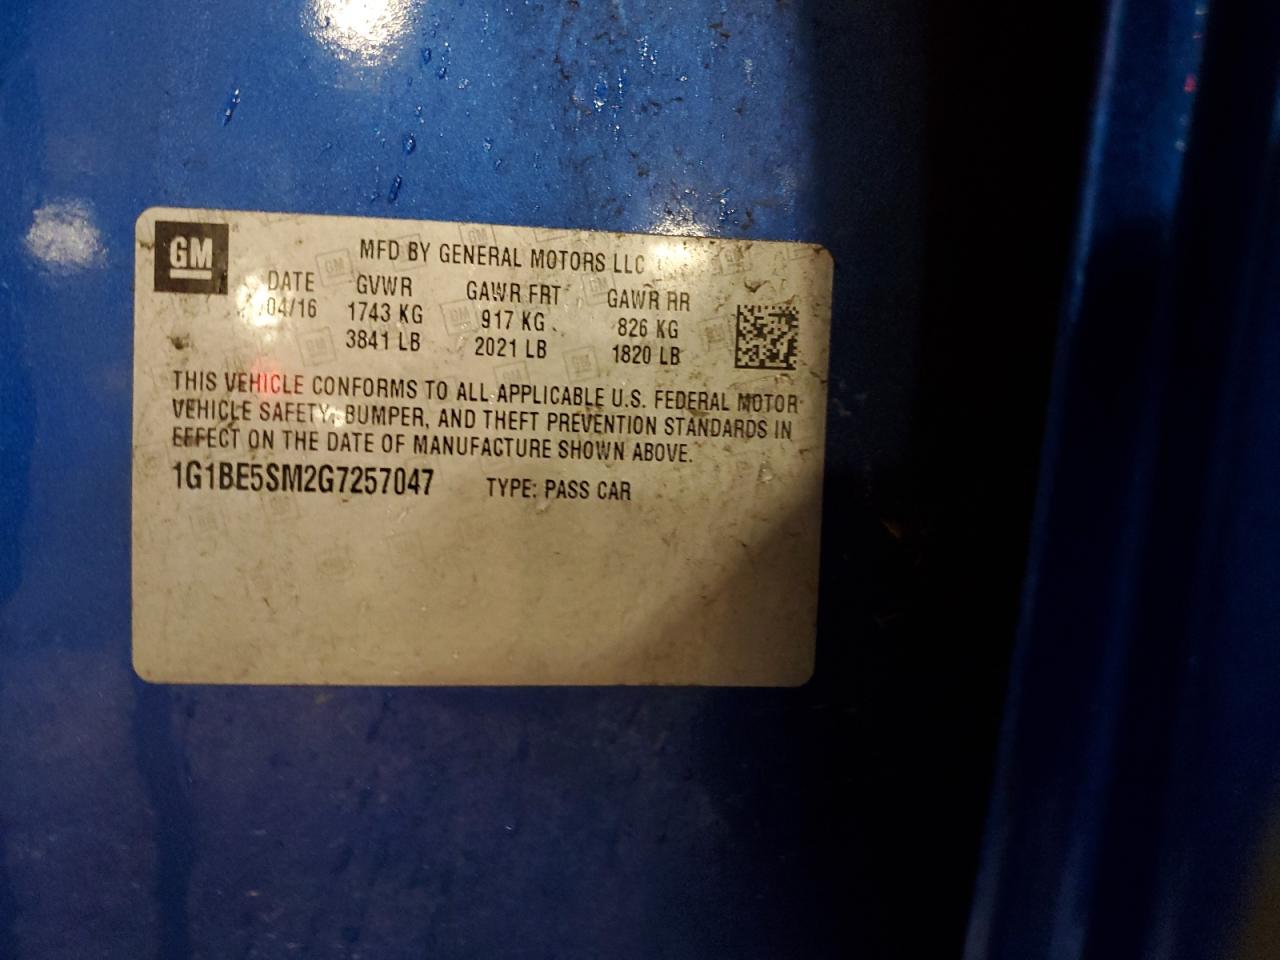 GM
MFD BY GENERAL MOTORS LLC
DATE GVWR GAWR FRT GAWR RR
04/16 1743 KG 917 KG 826 KG
3841 LB 2021 LB 1820 LB
THIS VEHICLE CONFORMS TO ALL APPLICABLE U.S. FEDERAL MOTOR
VEHICLE SAFETY, BUMPER, AND THEFT PREVENTION STANDARDS IN
EFFECT ON THE DATE OF MANUFACTURE SHOWN ABOVE.
1G1BE5SM2G7257047 TYPE: PASS CAR